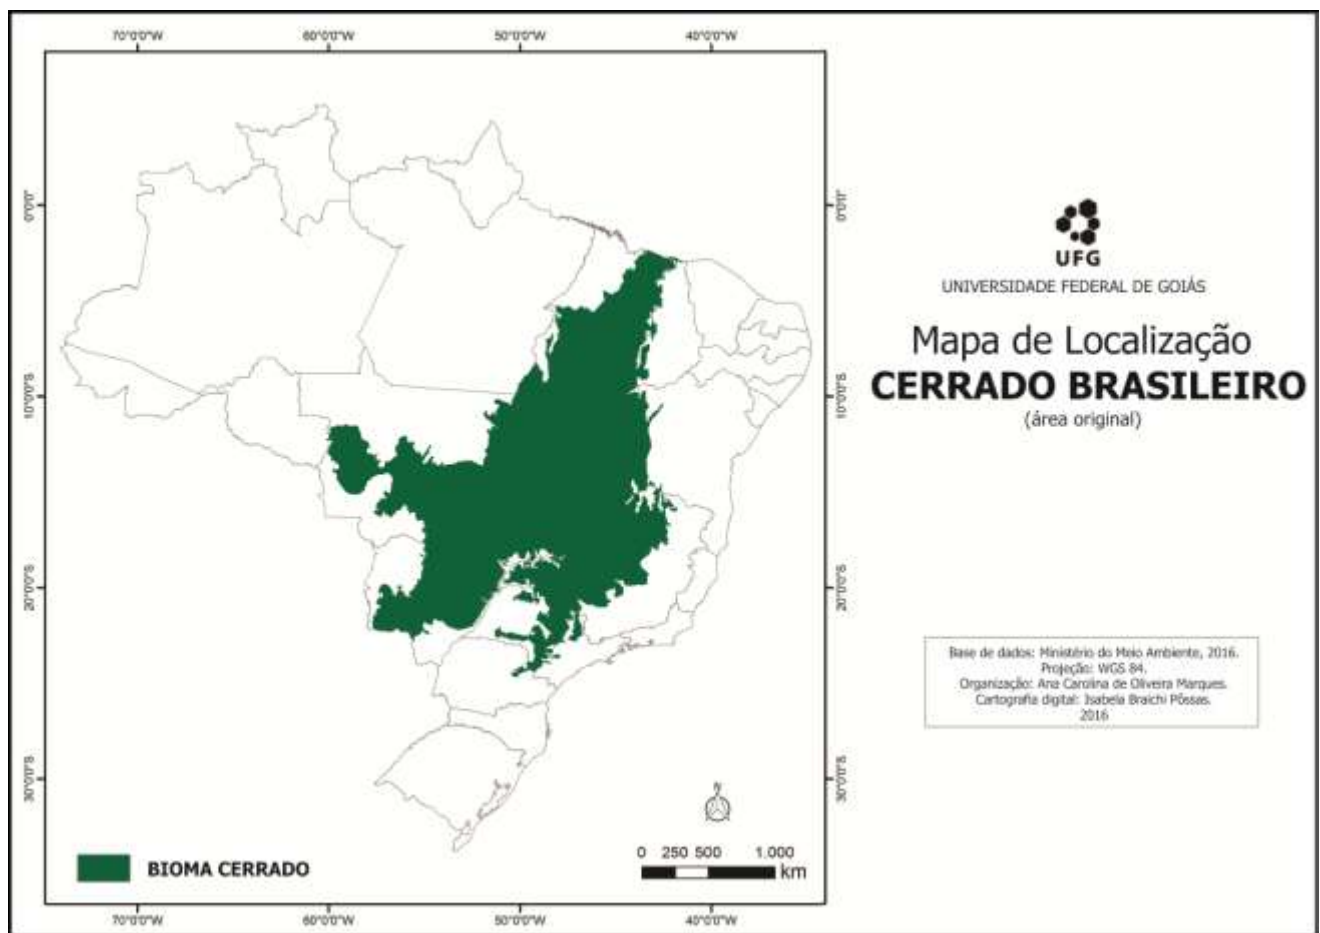 70°0'0"W 60°0'0"W 50°0'0"W 40°0'0"W
0°0'0" 0°0'0"
10°0'0"S 10°0'0"S
20°0'0"S 20°0'0"S
30°0'0"S 30°0'0"S
UFG
UNIVERSIDADE FEDERAL DE GOIÁS
Mapa de Localização
CERRADO BRASILEIRO
(área original)
Base de dados: Ministério do Meio Ambiente, 2016.
Projeção: WGS 84.
Organização: Ana Carolina de Oliveira Marques.
Cartografia digital: Isabela Braichi Pôssas.
2016
N
0 250 500 1.000
km
BIOMA CERRADO
70°0'0"W 60°0'0"W 50°0'0"W 40°0'0"W